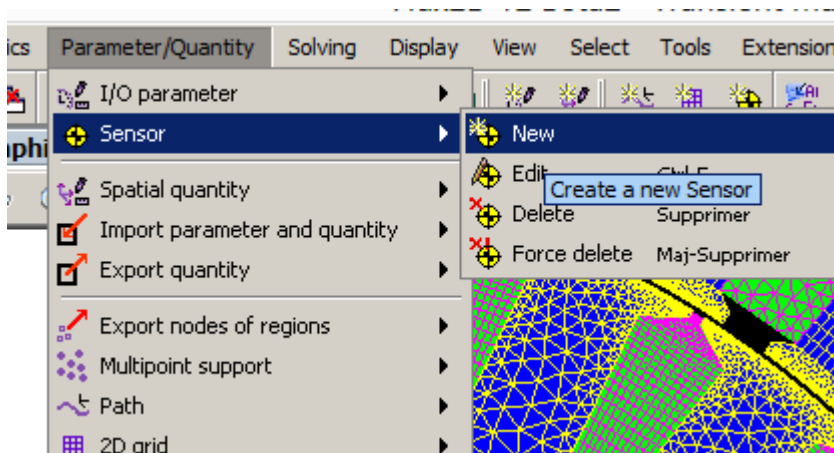 ics Parameter/Quantity Solving Display View Select Tools Extension
I/O parameter
aphi Sensor New
Edit
Create a new Sensor
Spatial quantity Delete Supprimer
Import parameter and quantity Force delete Maj-Supprimer
Export quantity
Export nodes of regions
Multipoint support
Path
2D grid